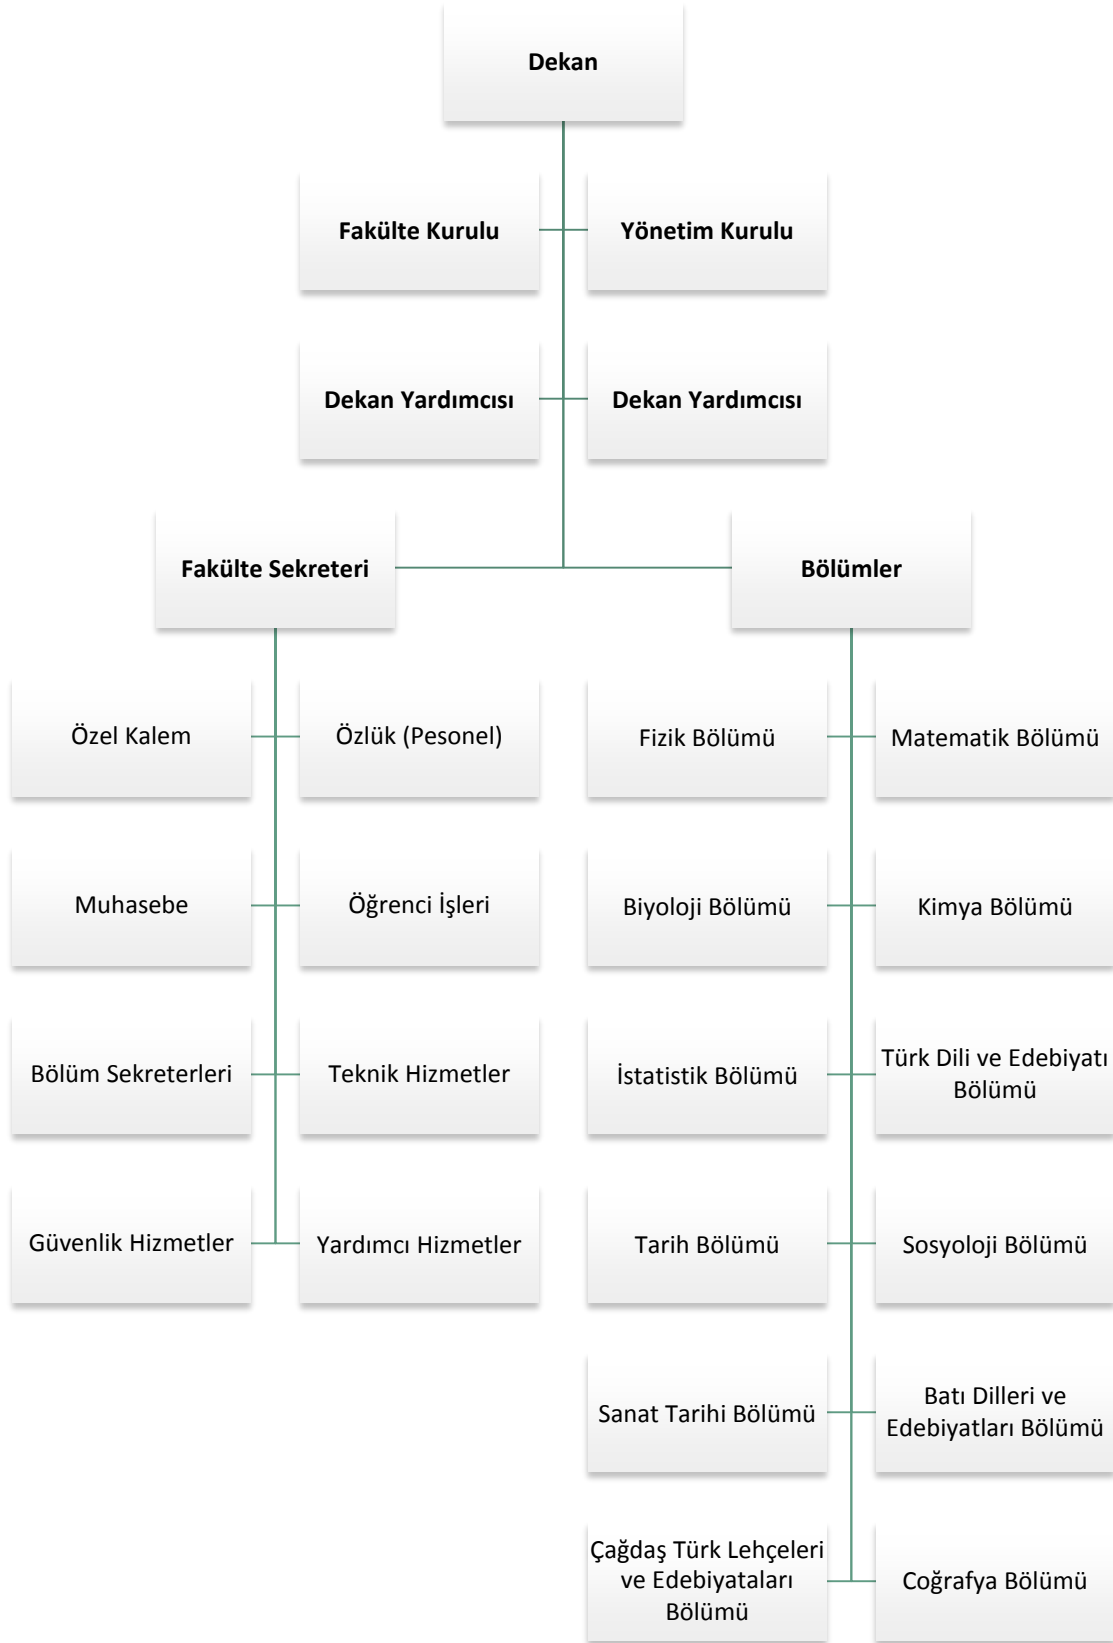 Dekan
Fakülte Kurulu
Yönetim Kurulu
Dekan Yardımcısı
Dekan Yardımcısı
Fakülte Sekreteri
Bölümler
Özel Kalem
Özlük (Pesonel)
Fizik Bölümü
Matematik Bölümü
Muhasebe
Öğrenci İşleri
Biyoloji Bölümü
Kimya Bölümü
Bölüm Sekreterleri
Teknik Hizmetler
İstatistik Bölümü
Türk Dili ve Edebiyatı
Bölümü
Güvenlik Hizmetler
Yardımcı Hizmetler
Tarih Bölümü
Sosyoloji Bölümü
Sanat Tarihi Bölümü
Batı Dilleri ve
Edebiyatları Bölümü
Çağdaş Türk Lehçeleri
ve Edebiyataları
Bölümü
Coğrafya Bölümü